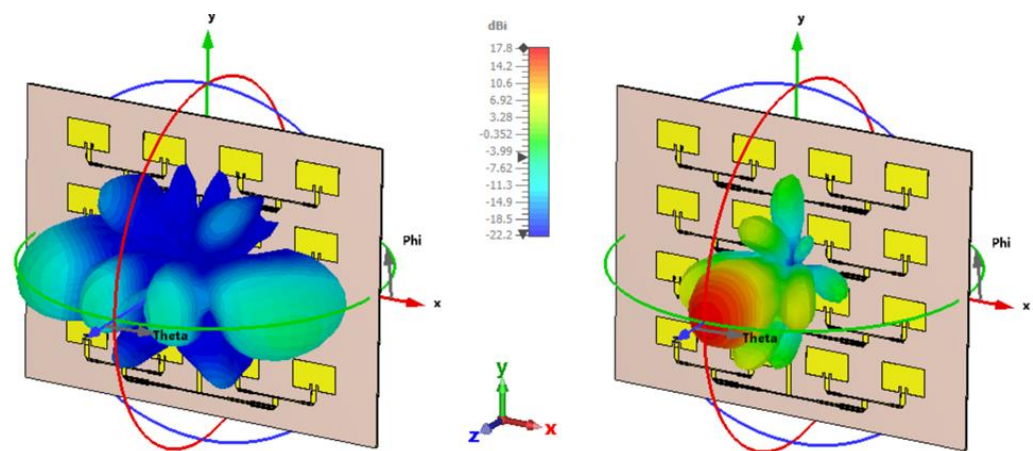 y
Phi
x
Theta
z
dBi
17.8
14.2
10.6
6.92
3.28
-0.352
-3.99
-7.62
-11.3
-14.9
-18.5
-22.2
y
z
x
y
Phi
x
Theta
z